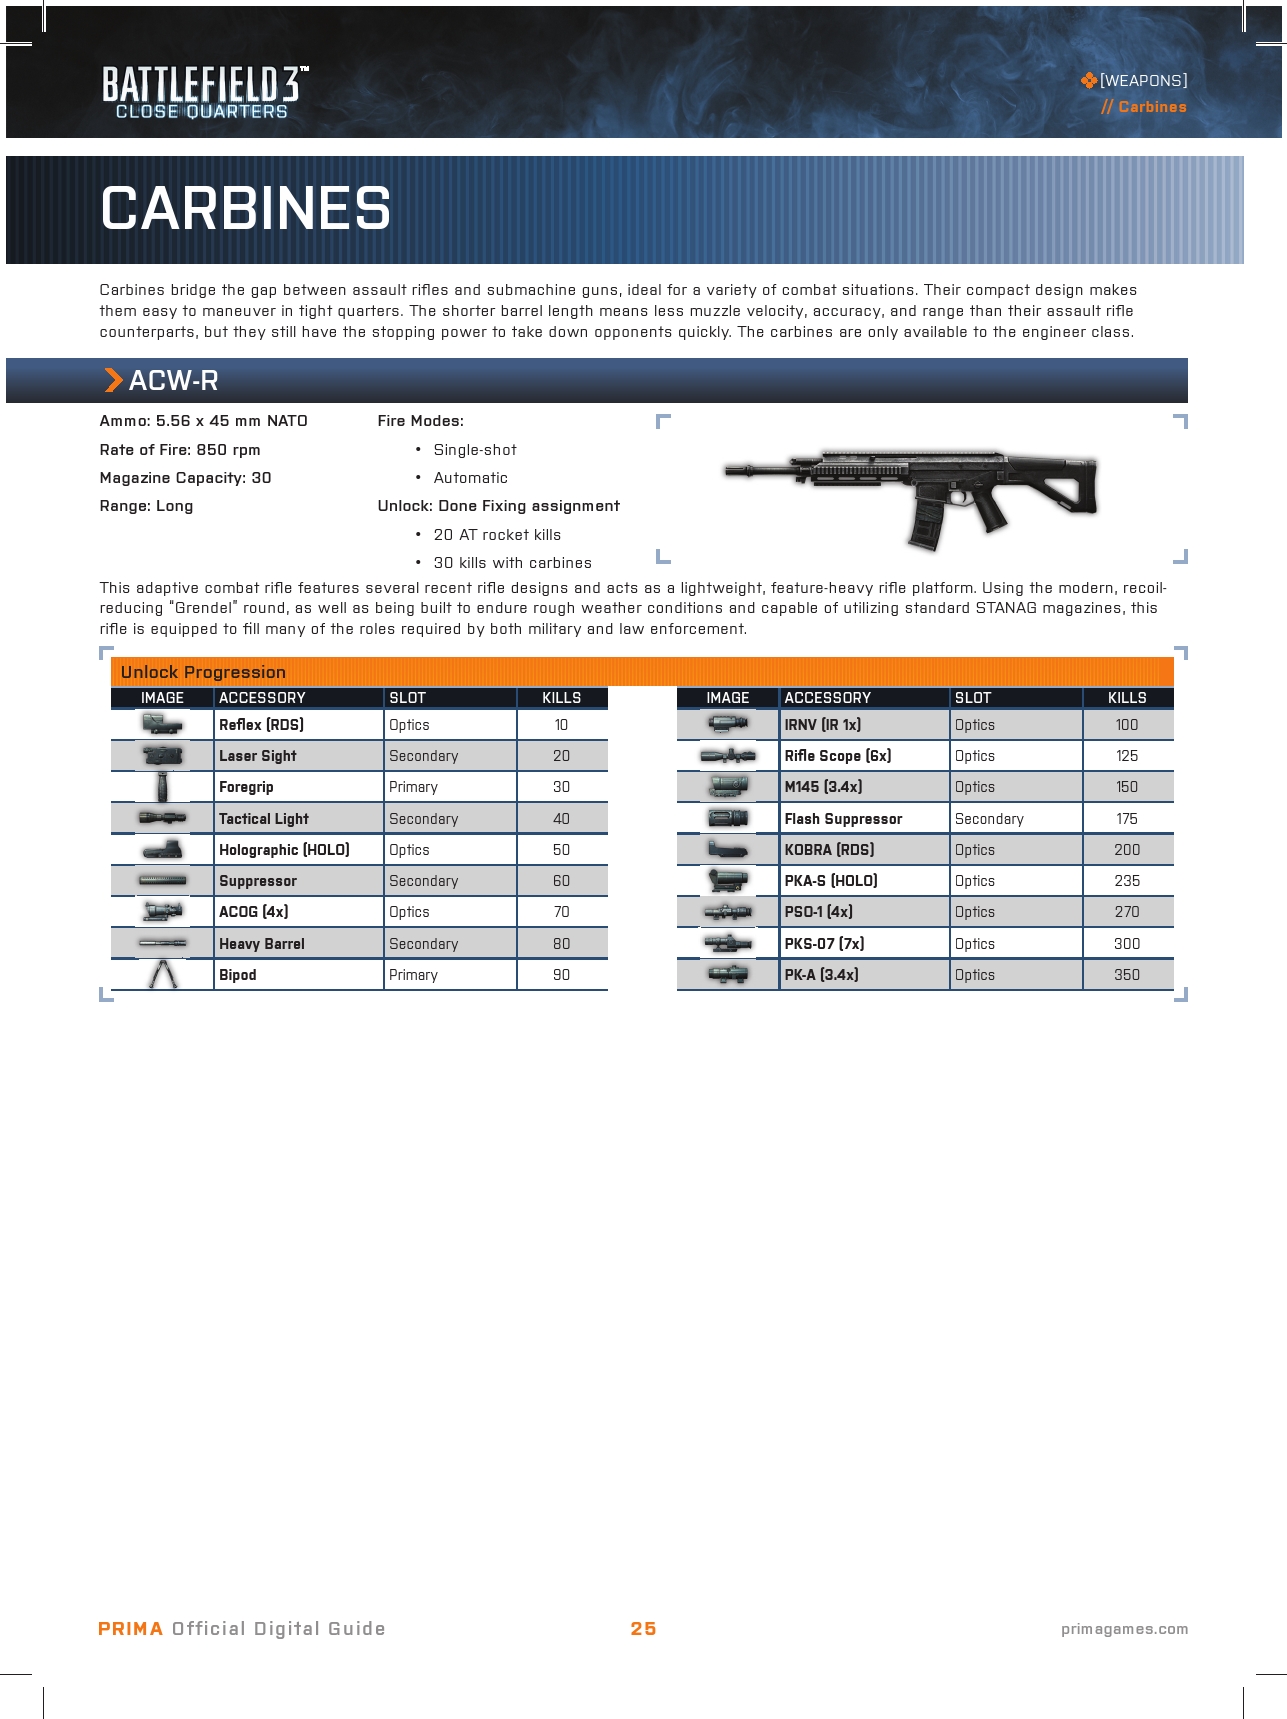 BATTLEFIELD 3™
CLOSE QUARTERS
[WEAPONS]
// Carbines
CARBINES
Carbines bridge the gap between assault rifles and submachine guns, ideal for a variety of combat situations. Their compact design makes
them easy to maneuver in tight quarters. The shorter barrel length means less muzzle velocity, accuracy, and range than their assault rifle
counterparts, but they still have the stopping power to take down opponents quickly. The carbines are only available to the engineer class.
ACW-R
Ammo: 5.56 x 45 mm NATO
Rate of Fire: 850 rpm
Magazine Capacity: 30
Range: Long
Fire Modes:
• Single-shot
• Automatic
Unlock: Done Fixing assignment
• 20 AT rocket kills
• 30 kills with carbines
This adaptive combat rifle features several recent rifle designs and acts as a lightweight, feature-heavy rifle platform. Using the modern, recoil-
reducing “Grendel” round, as well as being built to endure rough weather conditions and capable of utilizing standard STANAG magazines, this
rifle is equipped to fill many of the roles required by both military and law enforcement.
Unlock Progression
IMAGE ACCESSORY SLOT KILLS
Reflex (RDS) Optics 10
Laser Sight Secondary 20
Foregrip Primary 30
Tactical Light Secondary 40
Holographic (HOLO) Optics 50
Suppressor Secondary 60
ACOG (4x) Optics 70
Heavy Barrel Secondary 80
Bipod Primary 90
IMAGE ACCESSORY SLOT KILLS
IRNV (IR 1x) Optics 100
Rifle Scope (6x) Optics 125
M145 (3.4x) Optics 150
Flash Suppressor Secondary 175
KOBRA (RDS) Optics 200
PKA-S (HOLO) Optics 235
PSO-1 (4x) Optics 270
PKS-07 (7x) Optics 300
PK-A (3.4x) Optics 350
PRIMA Official Digital Guide
25
primagames.com